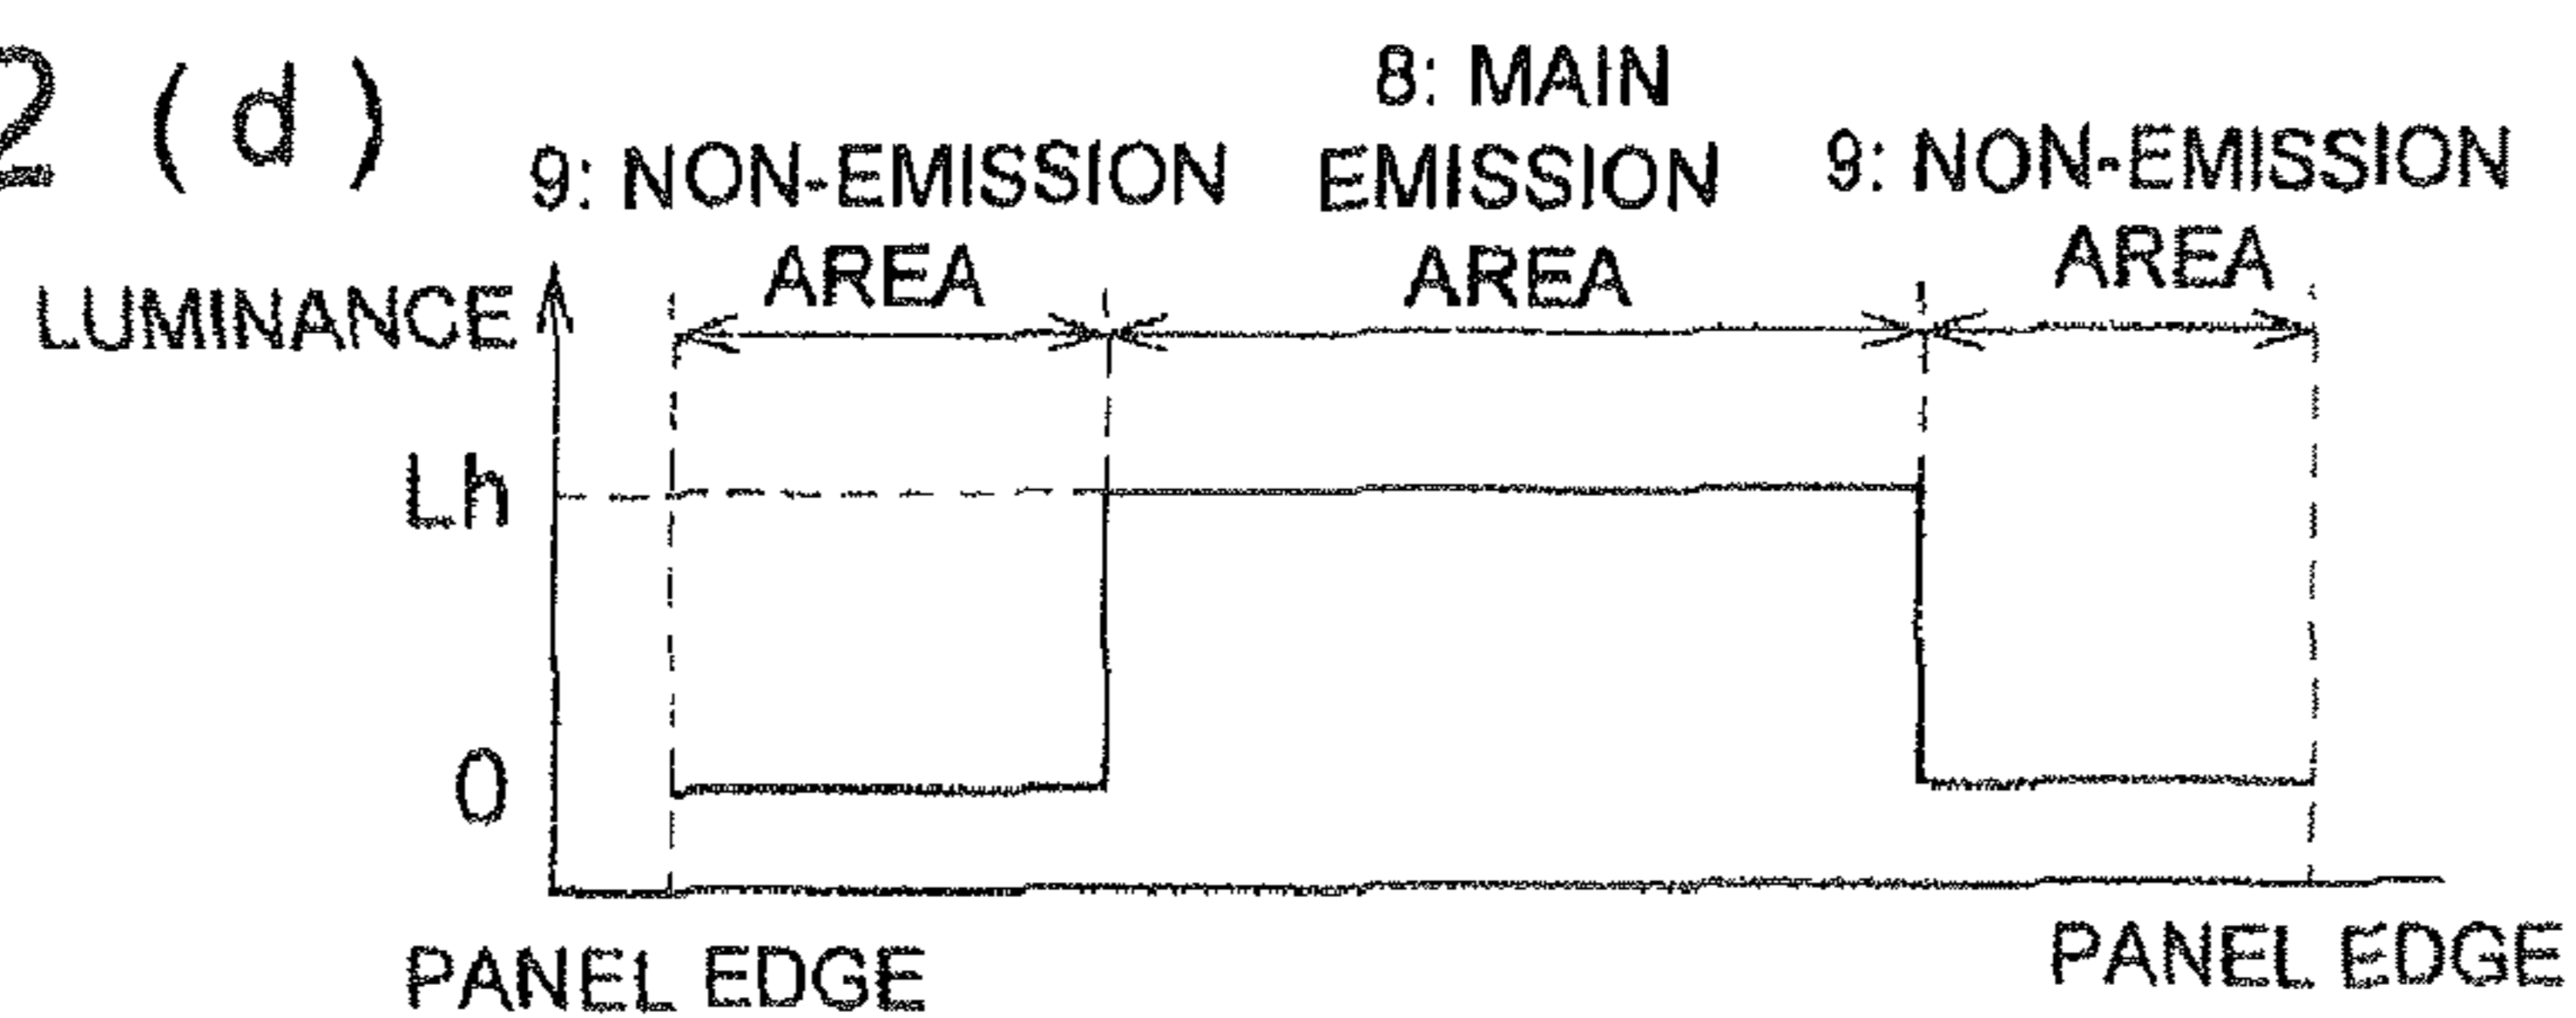 2 (d)
8: MAIN
EMISSION
AREA
9: NON-EMISSION
AREA
9: NON-EMISSION
AREA
LUMINANCE
Lh
0
PANEL EDGE
PANEL EDGE